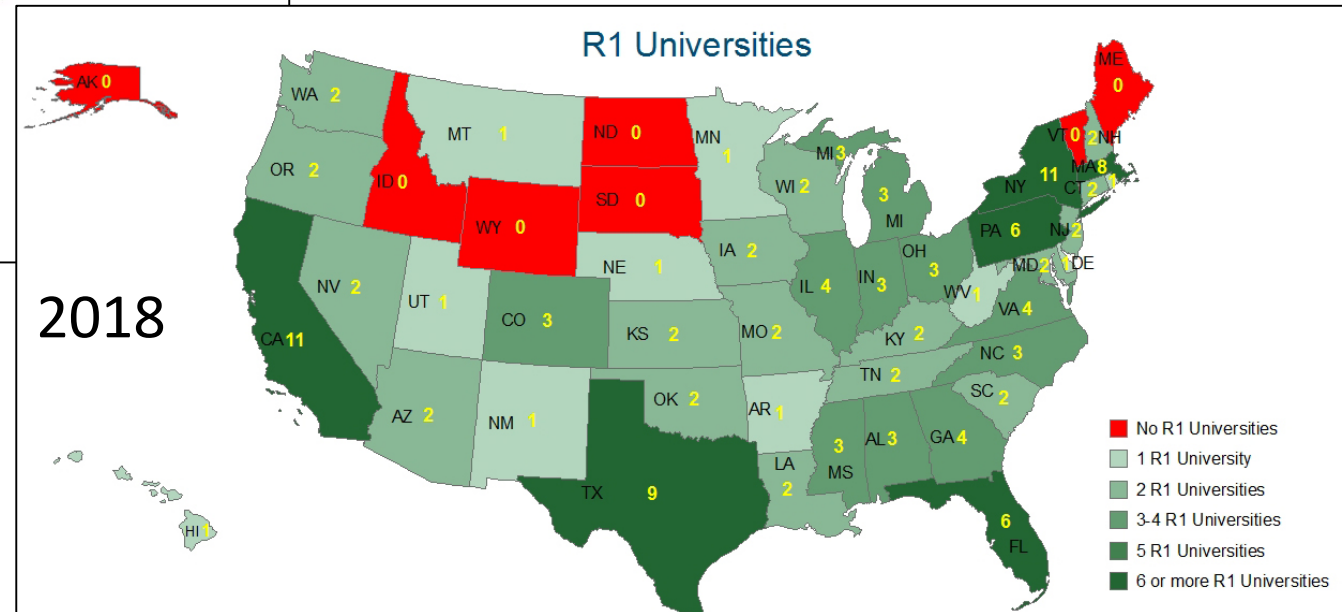 R1 Universities
2018
AK 0
WA 2
OR 2
ID 0
MT 1
ND 0
SD 0
WY 0
NE 1
MN 1
WI 2
MI 3
3
MI
ME
0
VT 0
2 NH
MA 8
NY 11
CT 2
1
PA 6
NJ 2
MD 2
1 DE
OH
3
IN
3
IL 4
IA 2
WV 1
VA 4
KY 2
NC 3
TN 2
SC
2
CA 11
NV 2
UT 1
CO 3
KS 2
MO 2
AZ 2
NM 1
OK 2
AR 1
TX 9
LA
2
3
MS
AL 3
GA 4
6
FL
HI 1
No R1 Universities
1 R1 University
2 R1 Universities
3-4 R1 Universities
5 R1 Universities
6 or more R1 Universities